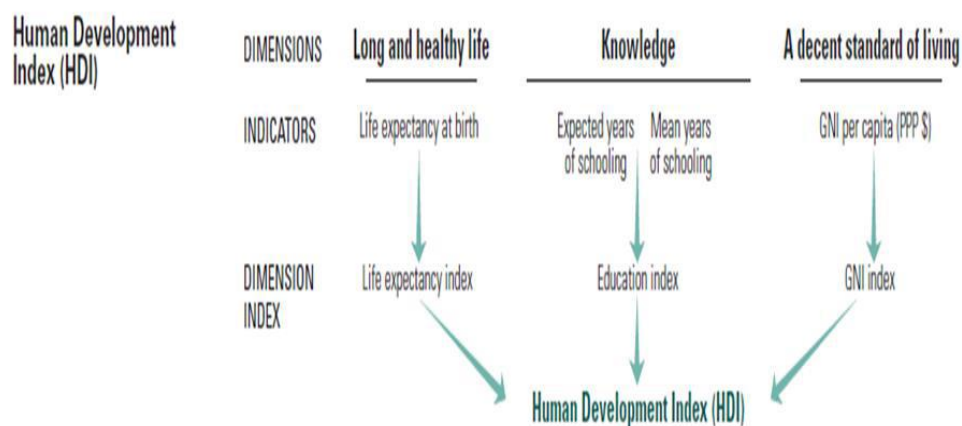 Human Development
Index (HDI)
DIMENSIONS Long and healthy life Knowledge A decent standard of living
INDICATORS Life expectancy at birth Expected years Mean years GNI per capita (PPP $)
of schooling of schooling
DIMENSION Life expectancy index Education index GNI index
INDEX
Human Development Index (HDI)